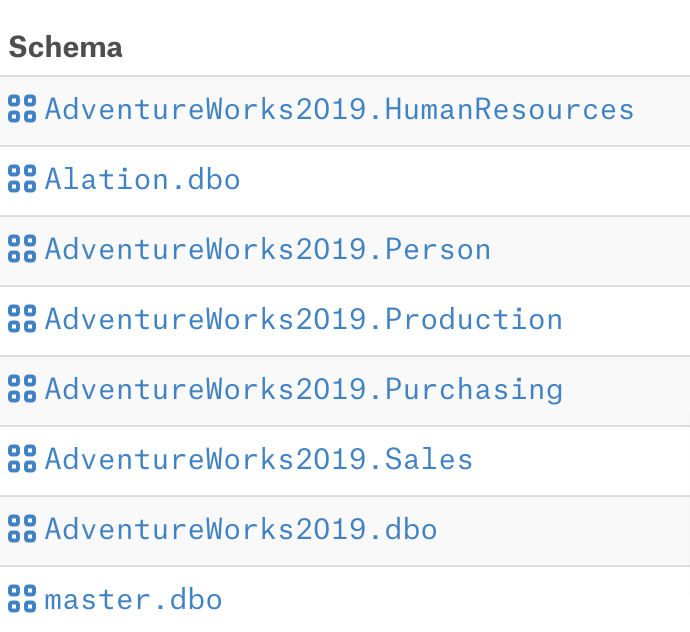 Schema
AdventureWorks2019.HumanResources
Alation.dbo
AdventureWorks2019.Person
AdventureWorks2019.Production
AdventureWorks2019.Purchasing
AdventureWorks2019.Sales
AdventureWorks2019.dbo
master.dbo